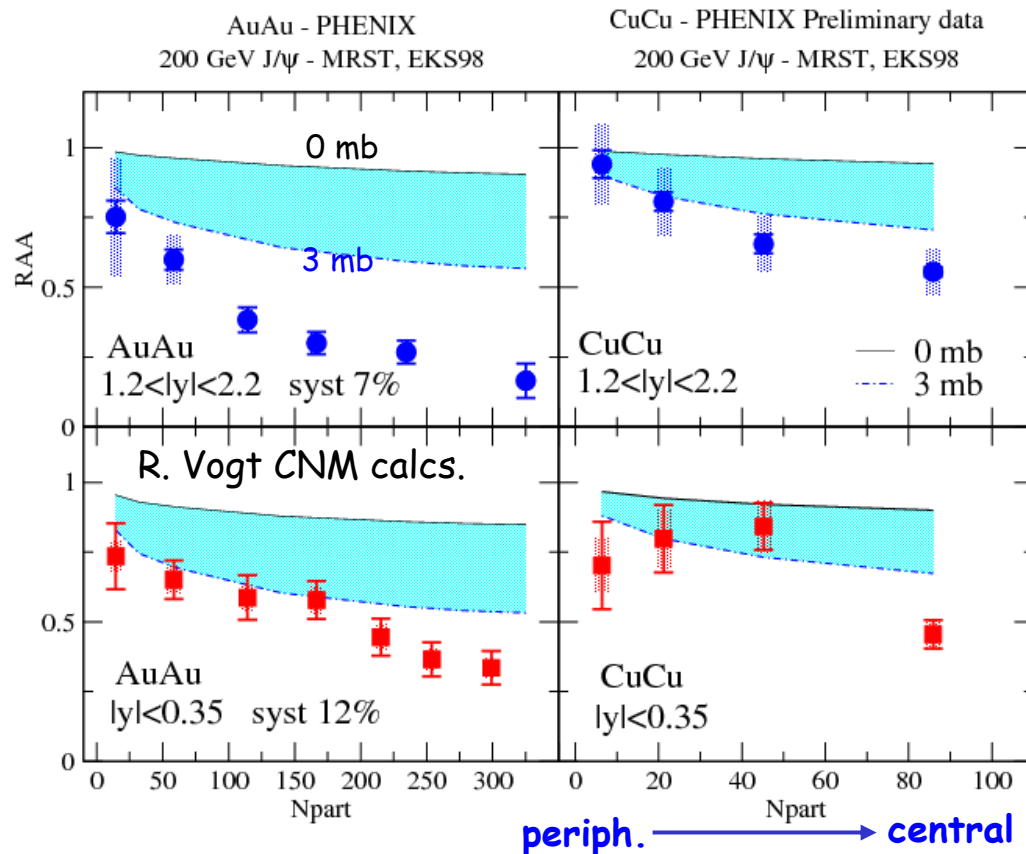 AuAu - PHENIX
200 GeV J/ψ - MRST, EKS98
CuCu - PHENIX Preliminary data
200 GeV J/ψ - MRST, EKS98
RAA
1
0.5
0
0 mb
3 mb
AuAu
1.2<|y|<2.2 syst 7%
CuCu
1.2<|y|<2.2
0 mb
3 mb
1
0.5
0
R. Vogt CNM calcs.
AuAu
|y|<0.35 syst 12%
CuCu
|y|<0.35
0 50 100 150 200 250 300
Npart
0 20 40 60 80 100
Npart
periph. central